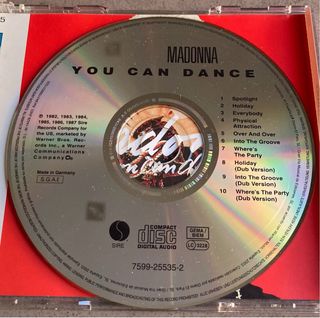 MADONNA
YOU CAN DANCE
℗ 1982, 1983, 1984,
1985, 1986, 1987 Sire
Records Company for
the US, marketed by
Warner Bros. Rec-
ords Inc., a Warner
Communications
Company
Made in Germany
S.G.A.E.
1 Spotlight
2 Holiday
3 Everybody
4 Physical
Attraction
5 Over And Over
6 Into The Groove
7 Where's
The Party
8 Holiday
(Dub Version)
9 Into The Groove
(Dub Version)
10 Where's The Party
(Dub Version)
SIRE
COMPACT
disc
DIGITAL AUDIO
GEMA/
BIEM
LC 3228
7599-25535-2